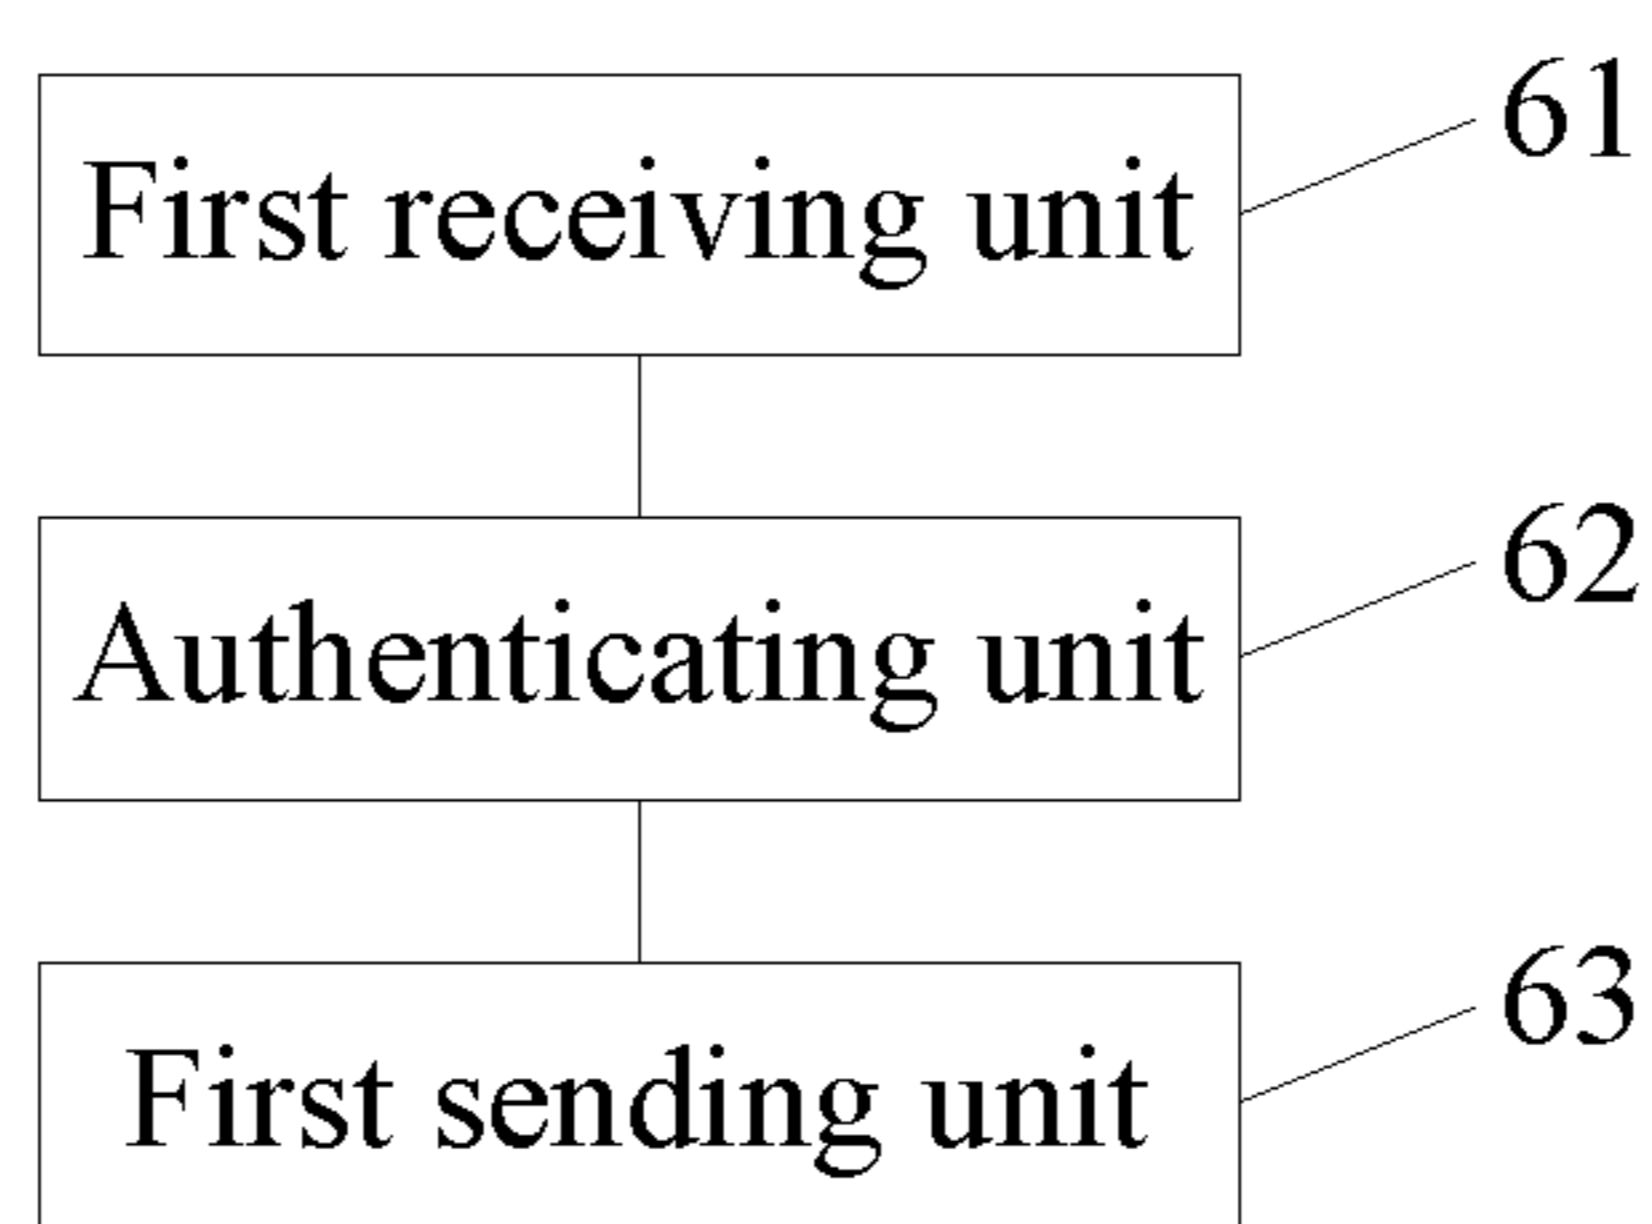 First receiving unit 61
Authenticating unit 62
First sending unit 63